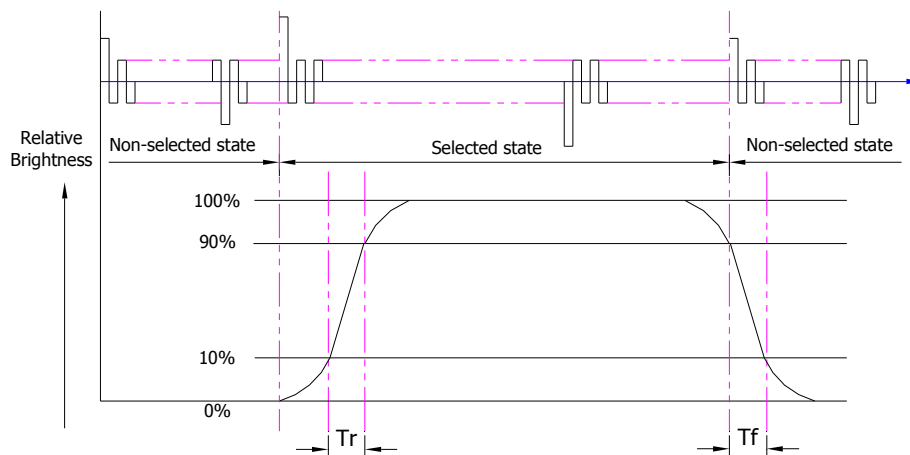 Relative
Brightness
Non-selected state
Selected state
Non-selected state
100%
90%
10%
0%
Tr
Tf